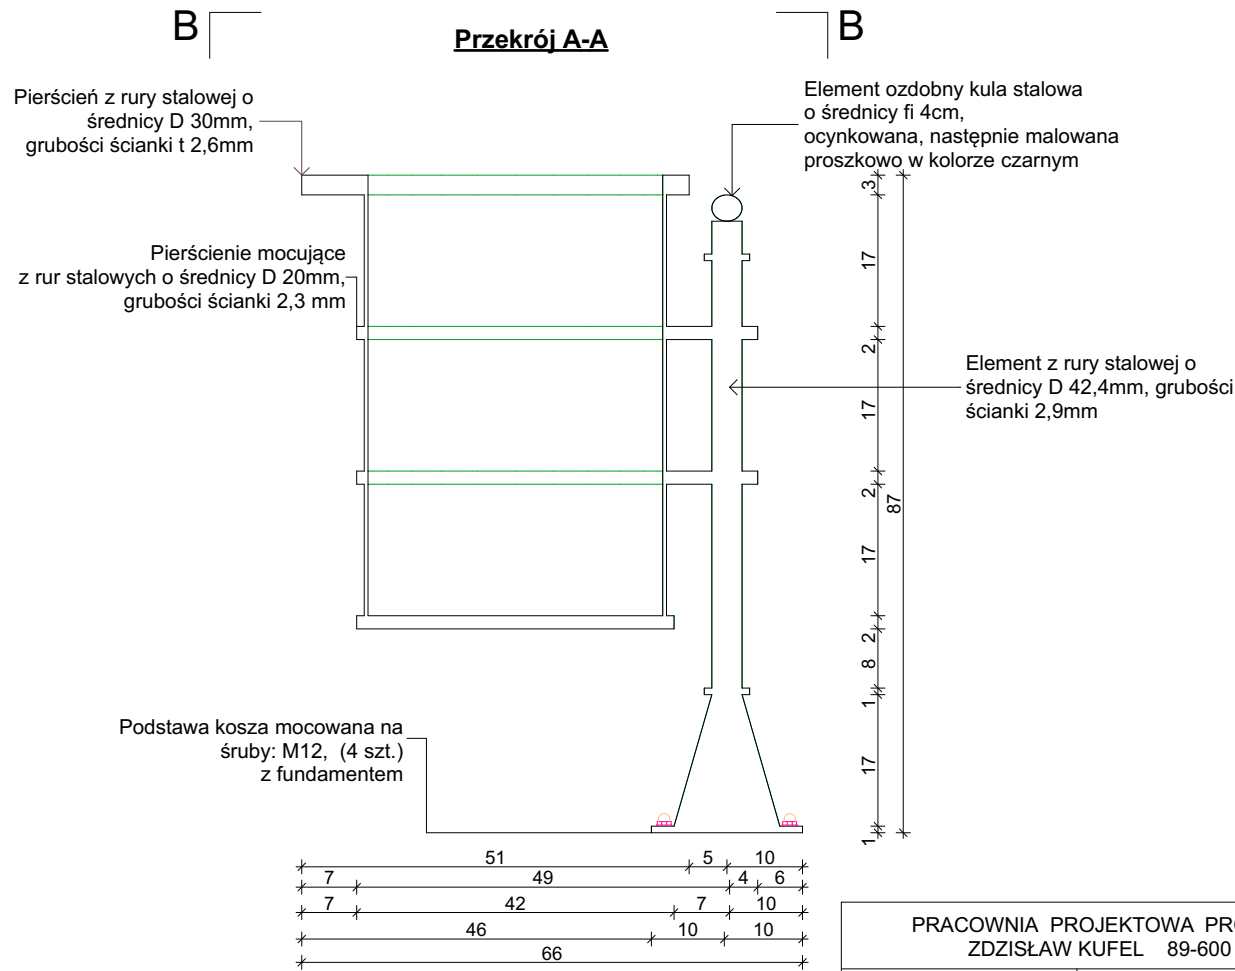 B
Przekrój A-A
B
Pierścień z rury stalowej o
średnicy D 30mm,
grubości ścianki t 2,6mm
Element ozdobny kula stalowa
o średnicy fi 4cm,
ocynkowana, następnie malowana
proszkowo w kolorze czarnym
Pierścienie mocujące
z rur stalowych o średnicy D 20mm,
grubości ścianki 2,3 mm
Element z rury stalowej o
średnicy D 42,4mm, grubości
ścianki 2,9mm
Podstawa kosza mocowana na
śruby: M12, (4 szt.)
z fundamentem
3
17
2
17
2
17
2
8
1
17
1
87
51 5 10
7 49 4 6
7 42 7 10
46 10 10
66
PRACOWNIA PROJEKTOWA PRO
ZDZISŁAW KUFEL 89-600